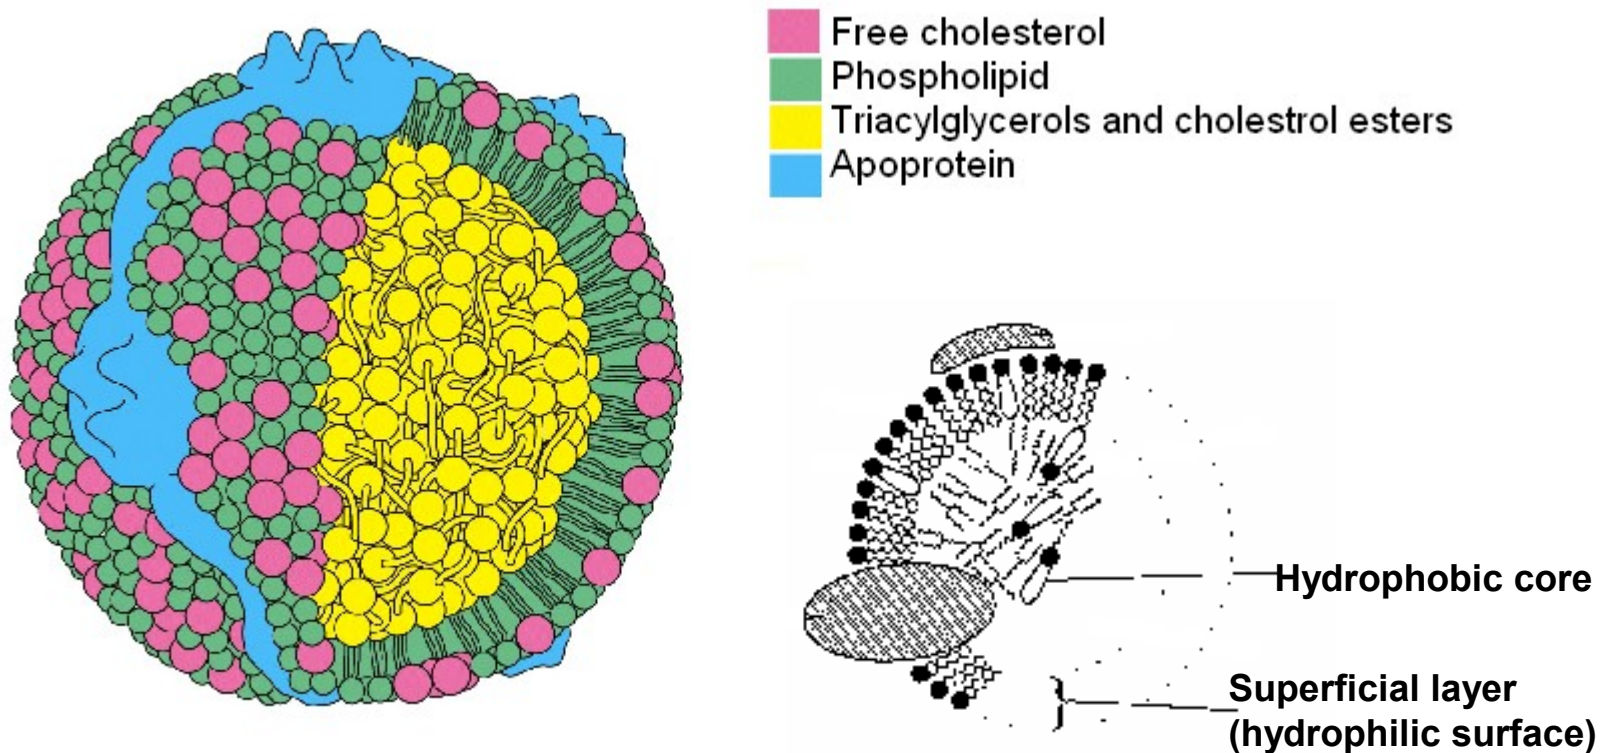 Free cholesterol
Phospholipid
Triacylglycerols and cholestrol esters
Apoprotein
Hydrophobic core
Superficial layer
(hydrophilic surface)